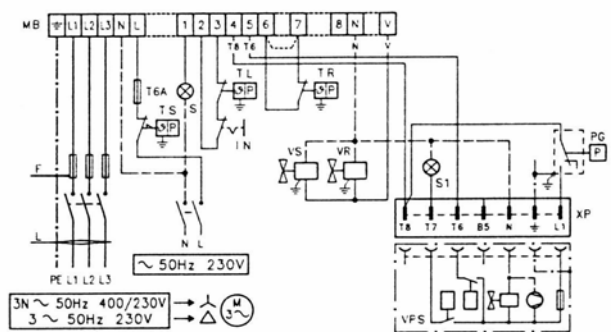 MB L1 L2 L3 N L 1 2 3 4 5 6 7 8 N V
T8 T6 N V
T6A S TL TR
TS IN
PG
P
VS VR
S1
F
XP
T8 T7 T6 B5 N L1
L
N L
PE L1 L2 L3
~ 50Hz 230V
VPS
3N ~ 50Hz 400/230V
3 ~ 50Hz 230V
M
3~